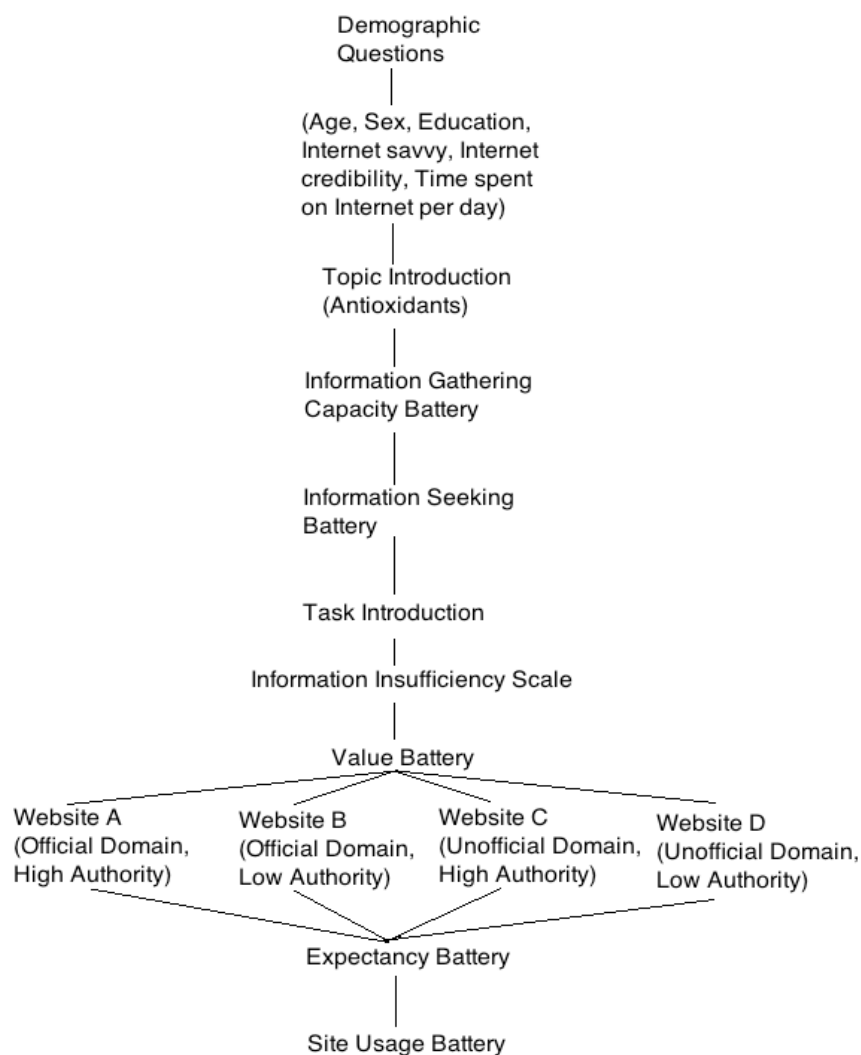 Demographic
Questions
(Age, Sex, Education,
Internet savvy, Internet
credibility, Time spent
on Internet per day)
Topic Introduction
(Antioxidants)
Information Gathering
Capacity Battery
Information Seeking
Battery
Task Introduction
Information Insufficiency Scale
Value Battery
Website A
(Official Domain,
High Authority)
Website B
(Official Domain,
Low Authority)
Website C
(Unofficial Domain,
High Authority)
Website D
(Unofficial Domain,
Low Authority)
Expectancy Battery
Site Usage Battery